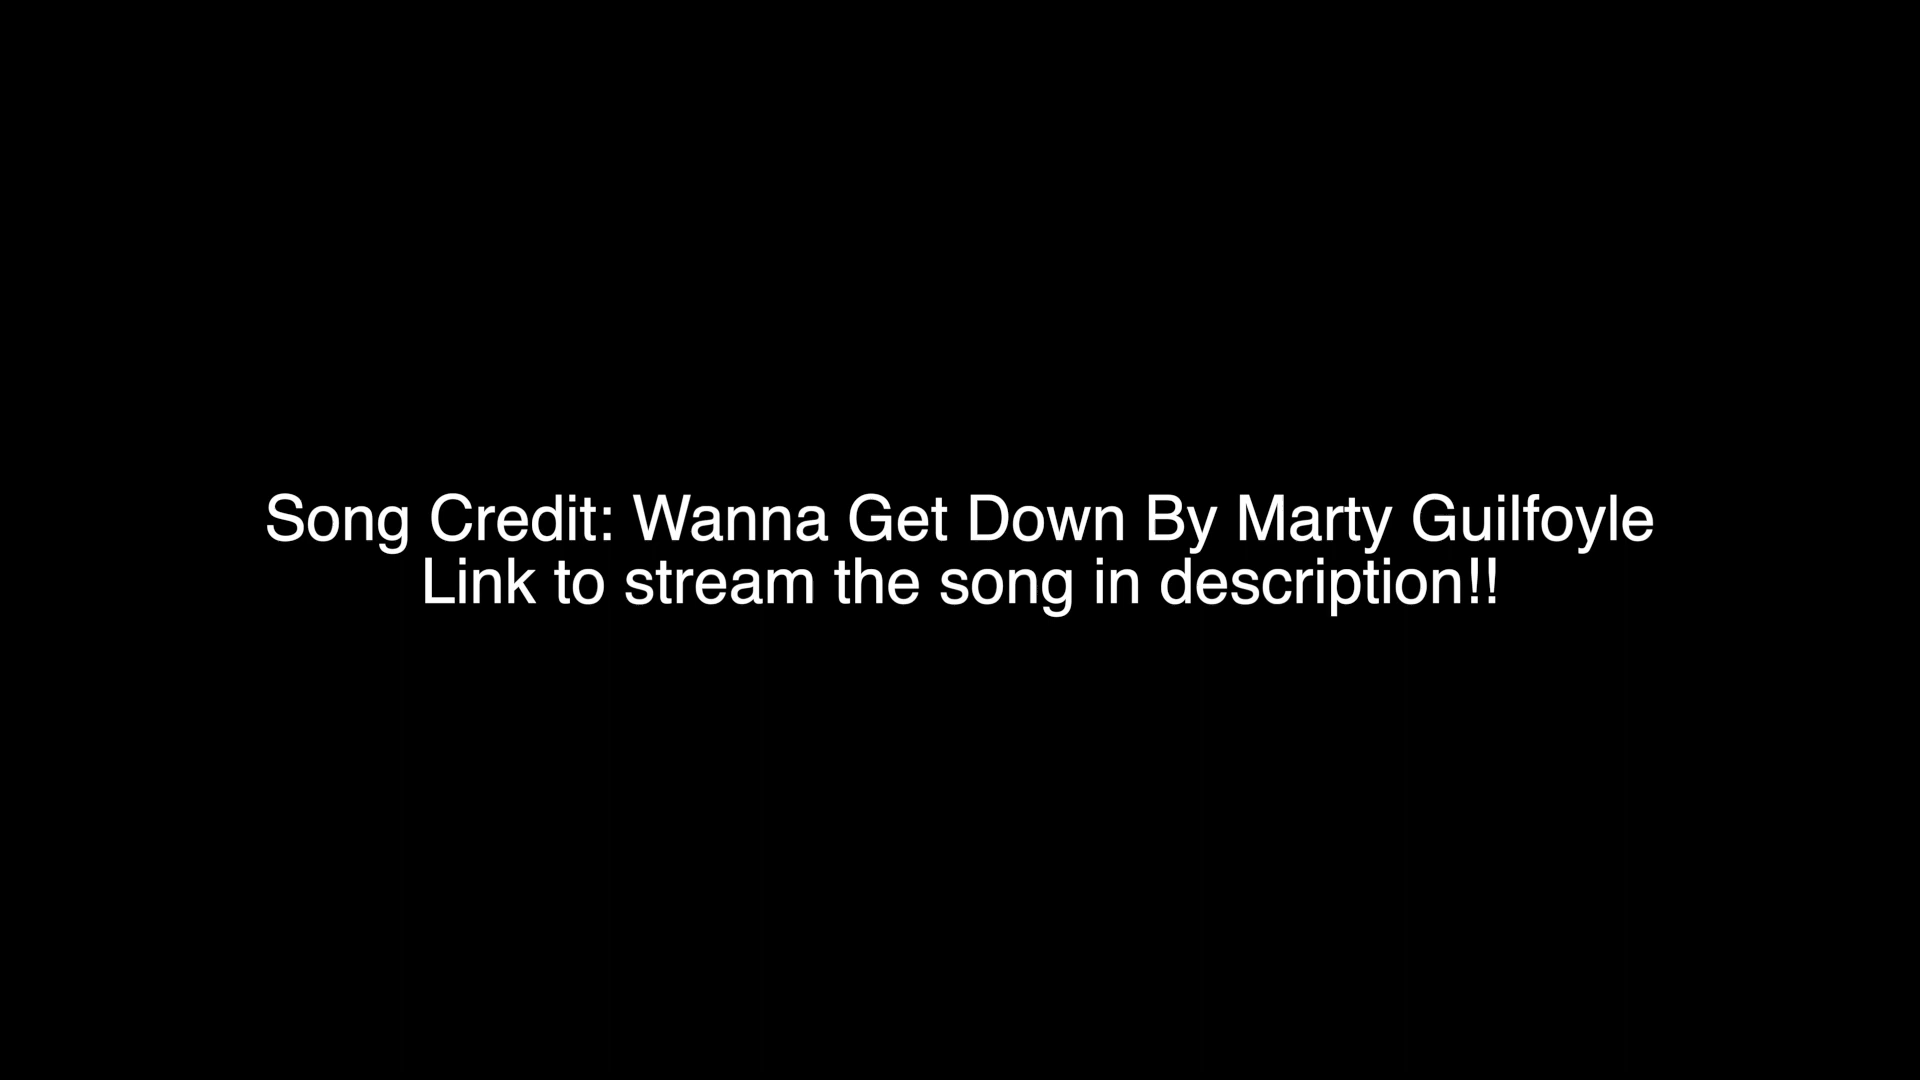 Song Credit: Wanna Get Down By Marty Guilfoyle
Link to stream the song in description!!